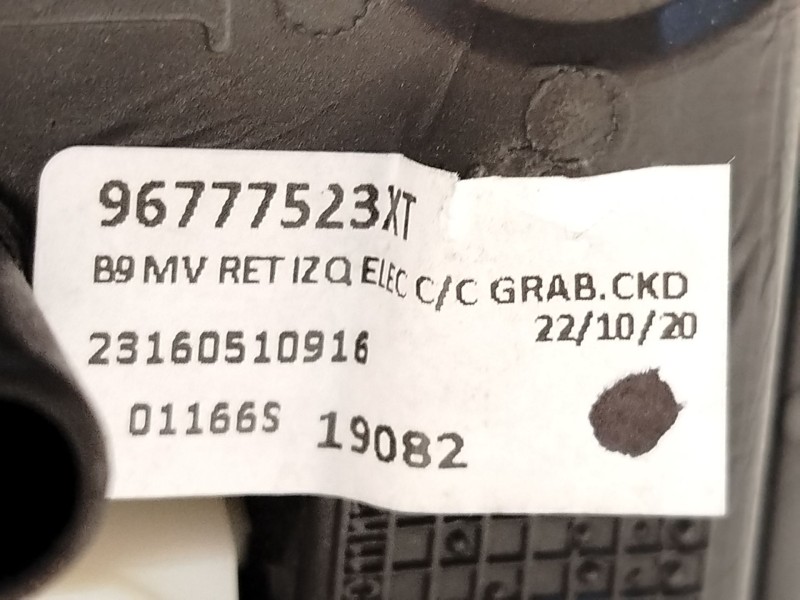 96777523XT
B9 MV RET IZQ ELEC C/C GRAB.CKD
22/10/20
23160510916
01166S 19082